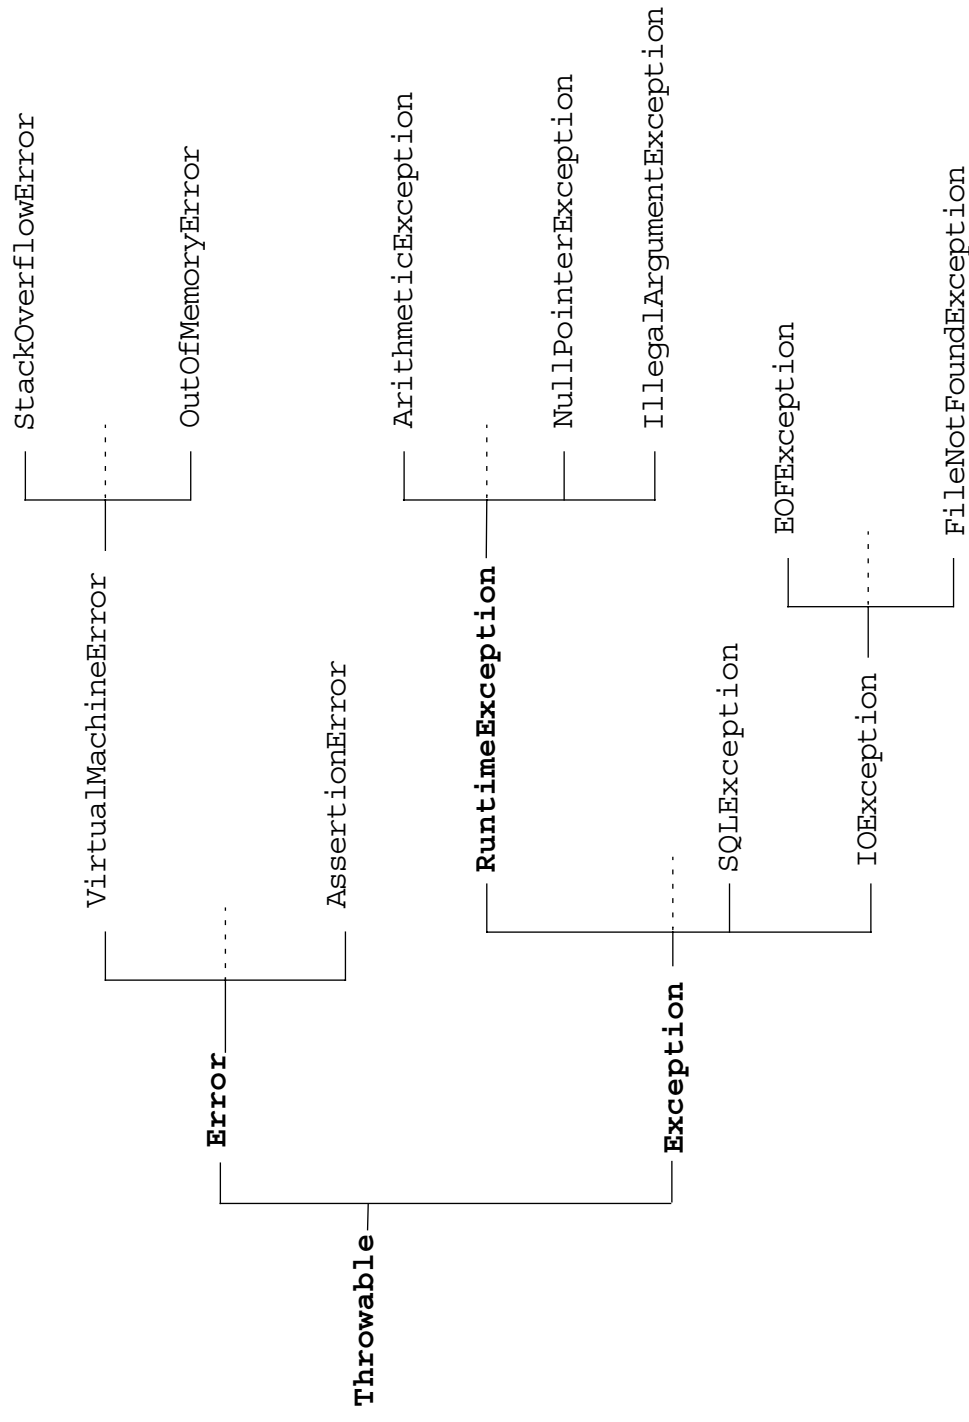 Throwable
Error
Exception
VirtualMachineError
AssertionError
RuntimeException
SQLException
IOException
StackOverflowError
OutOfMemoryError
ArithmeticException
NullPointerException
IllegalArgumentException
EOFException
FileNotFoundException